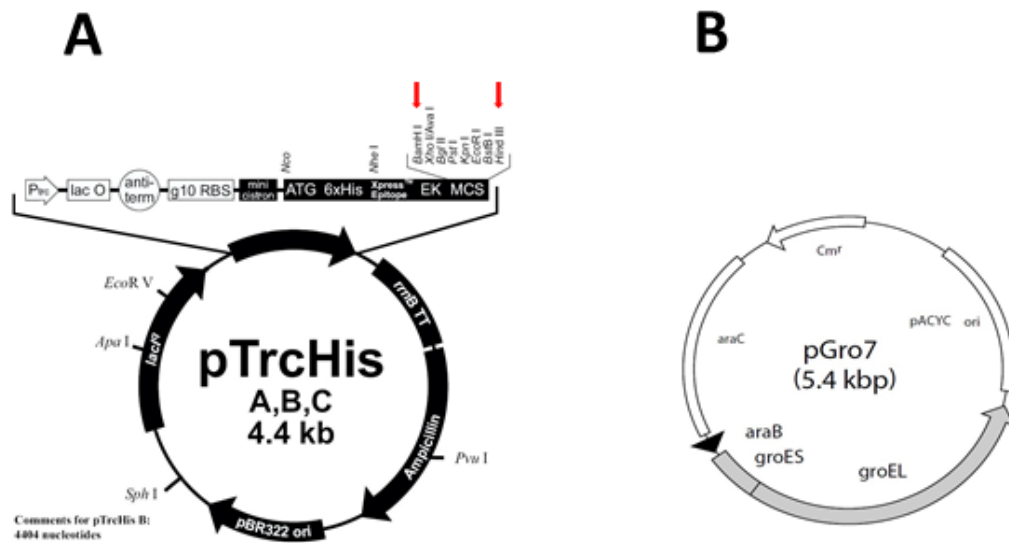 A
B
Nco
Nhe I
BamH I
Xho I/Ava I
Bgl II
Pst I
Kpn I
EcoR I
BstB I
Hind III
PTrc
lac O
anti-
term
g10 RBS
mini
cistron
ATG 6xHis
Xpress™
Epitope
EK MCS
EcoR V
Apa I
lacIq
rrnB TT
pTrcHis
A,B,C
4.4 kb
Ampicillin
Pvu I
Sph I
pBR322 ori
Comments for pTrcHis B:
4404 nucleotides
Cmr
araC
pACYC ori
pGro7
(5.4 kbp)
araB
groES
groEL